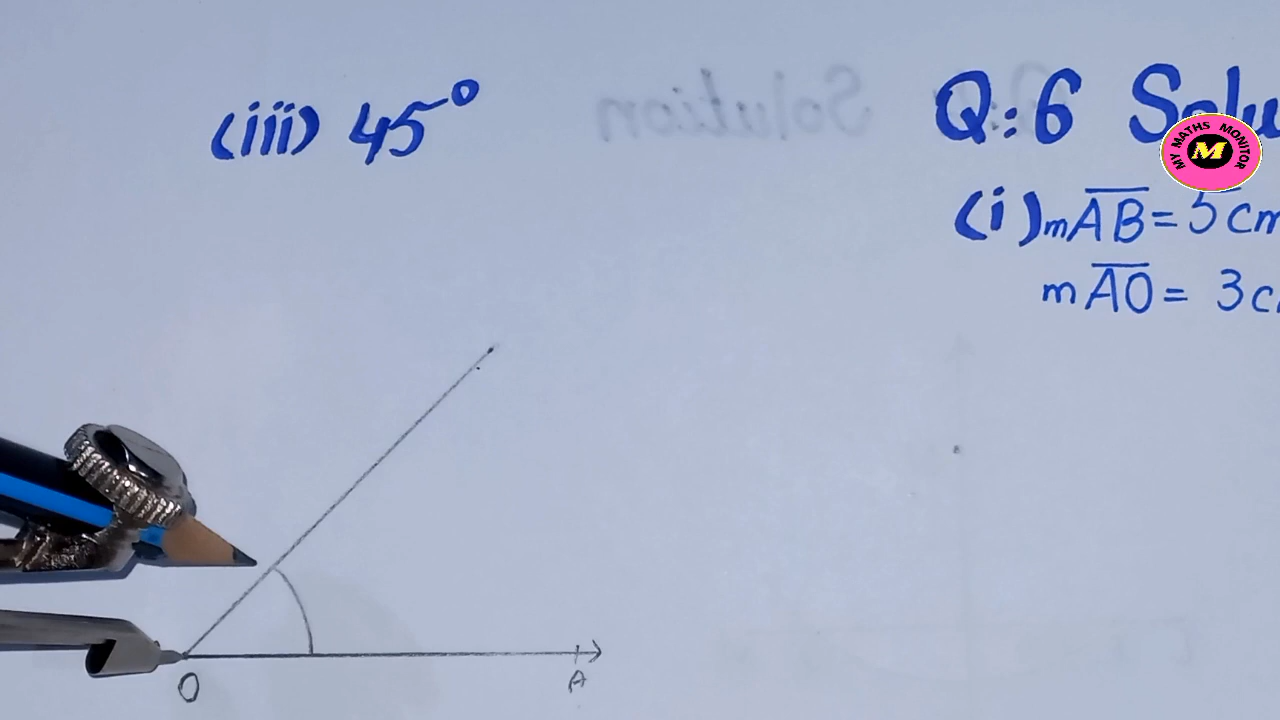 (iii) 45°
Q:6 Solu
MY MATHS MONITOR
M
(i) mAB = 5cm
mAO = 3c
O
A